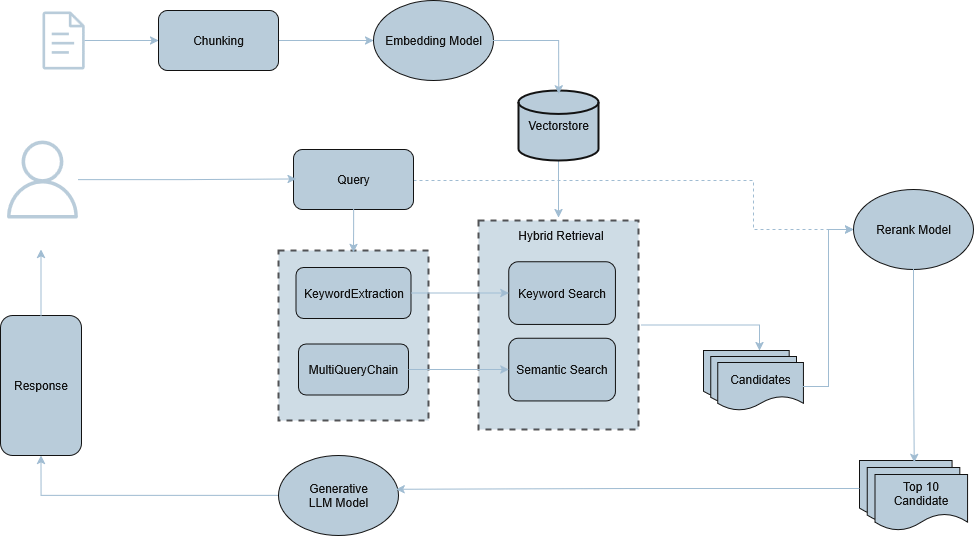 Chunking
Embedding Model
Vectorstore
Query
Hybrid Retrieval
Rerank Model
KeywordExtraction
Keyword Search
MultiQueryChain
Semantic Search
Candidates
Response
Generative
LLM Model
Top 10
Candidate